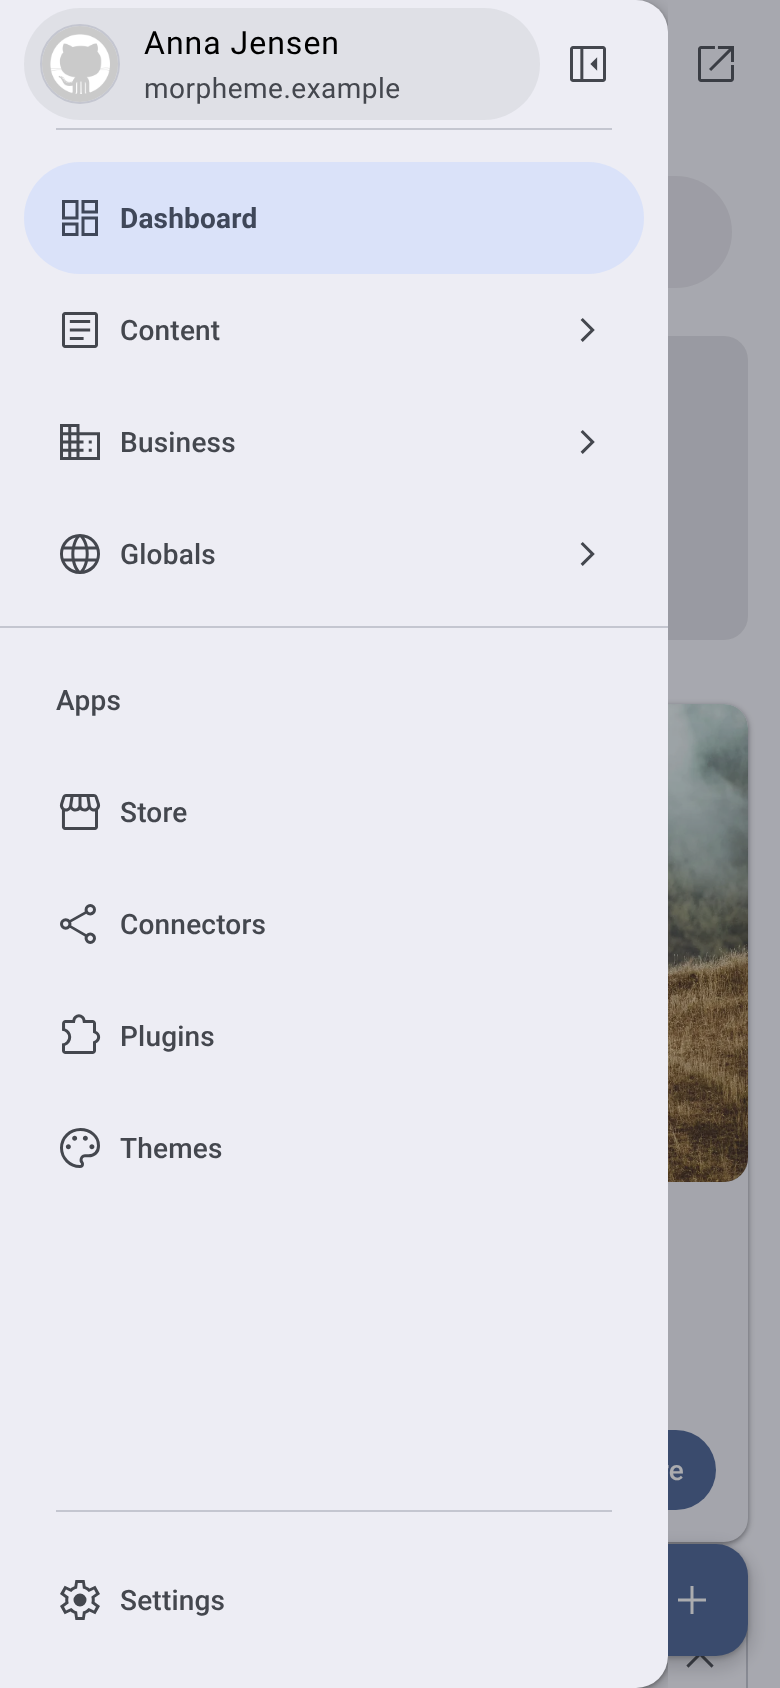 Anna Jensen
morpheme.example
Dashboard
Content
Business
Globals
Apps
Store
Connectors
Plugins
Themes
Settings